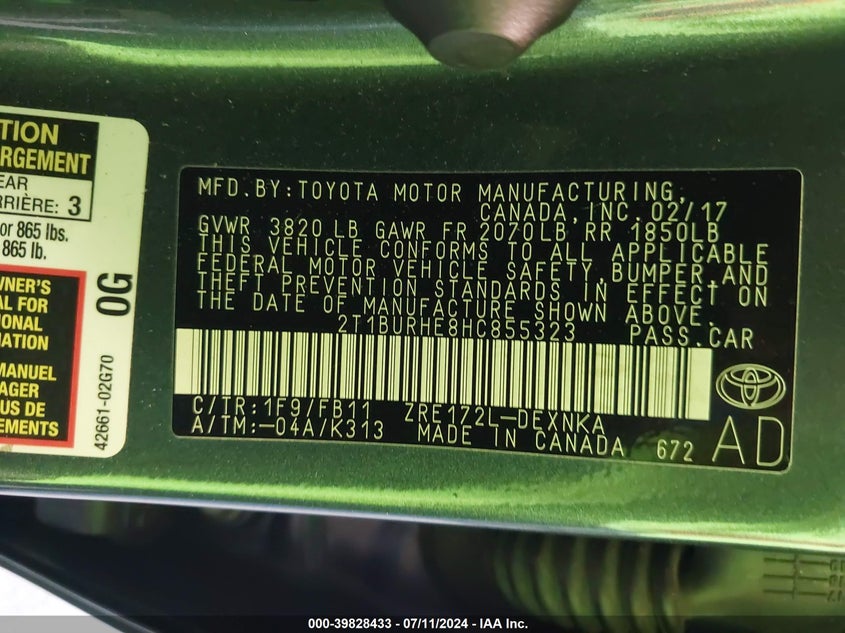 TION
RGEMENT
EAR
RRIÈRE: 3
or 865 lbs.
865 lb.
WNER'S
AL FOR
TIONAL
MATION
MANUEL
AGER
US DE
EMENTS
0G
42661-02G70
MFD.BY:TOYOTA MOTOR MANUFACTURING,
CANADA,INC. 02/17
GVWR 3820 LB GAWR FR 2070LB RR 1850LB
THIS VEHICLE CONFORMS TO ALL APPLICABLE
FEDERAL MOTOR VEHICLE SAFETY,BUMPER,AND
THEFT PREVENTION STANDARDS IN EFFECT ON
THE DATE OF MANUFACTURE SHOWN ABOVE.
2T1BURHE8HC855323 PASS.CAR
C/TR:1F9/FB11 ZRE172L-DEXNKA
A/TM:-04A/K313 MADE IN CANADA 672 AD
000-39828433 - 07/11/2024 - IAA Inc.